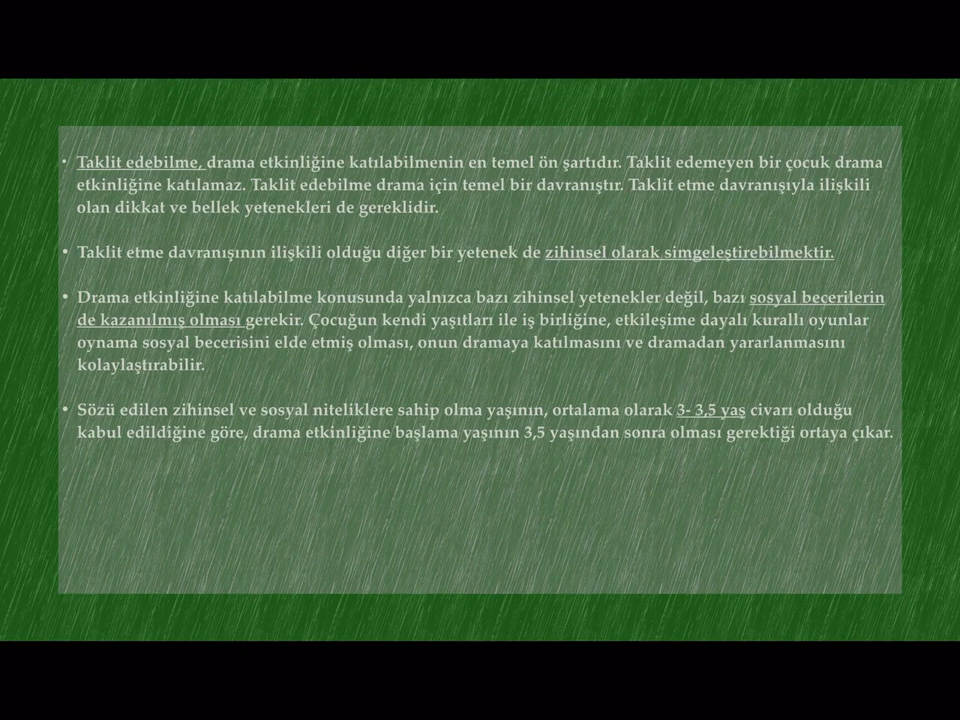 • Taklit edebilme, drama etkinliğine katılabilmenin en temel ön şartıdır. Taklit edemeyen bir çocuk drama
etkinliğine katılamaz. Taklit edebilme drama için temel bir davranıştır. Taklit etme davranışıyla ilişkili
olan dikkat ve bellek yetenekleri de gereklidir.
• Taklit etme davranışının ilişkili olduğu diğer bir yetenek de zihinsel olarak simgeleştirebilmektir.
• Drama etkinliğine katılabilme konusunda yalnızca bazı zihinsel yetenekler değil, bazı sosyal becerilerin
de kazanılmış olması gerekir. Çocuğun kendi yaşıtları ile iş birliğine, etkileşime dayalı kurallı oyunlar
oynama sosyal becerisini elde etmiş olması, onun dramaya katılmasını ve dramadan yararlanmasını
kolaylaştırabilir.
• Sözü edilen zihinsel ve sosyal niteliklere sahip olma yaşının, ortalama olarak 3- 3,5 yaş civarı olduğu
kabul edildiğine göre, drama etkinliğine başlama yaşının 3,5 yaşından sonra olması gerektiği ortaya çıkar.